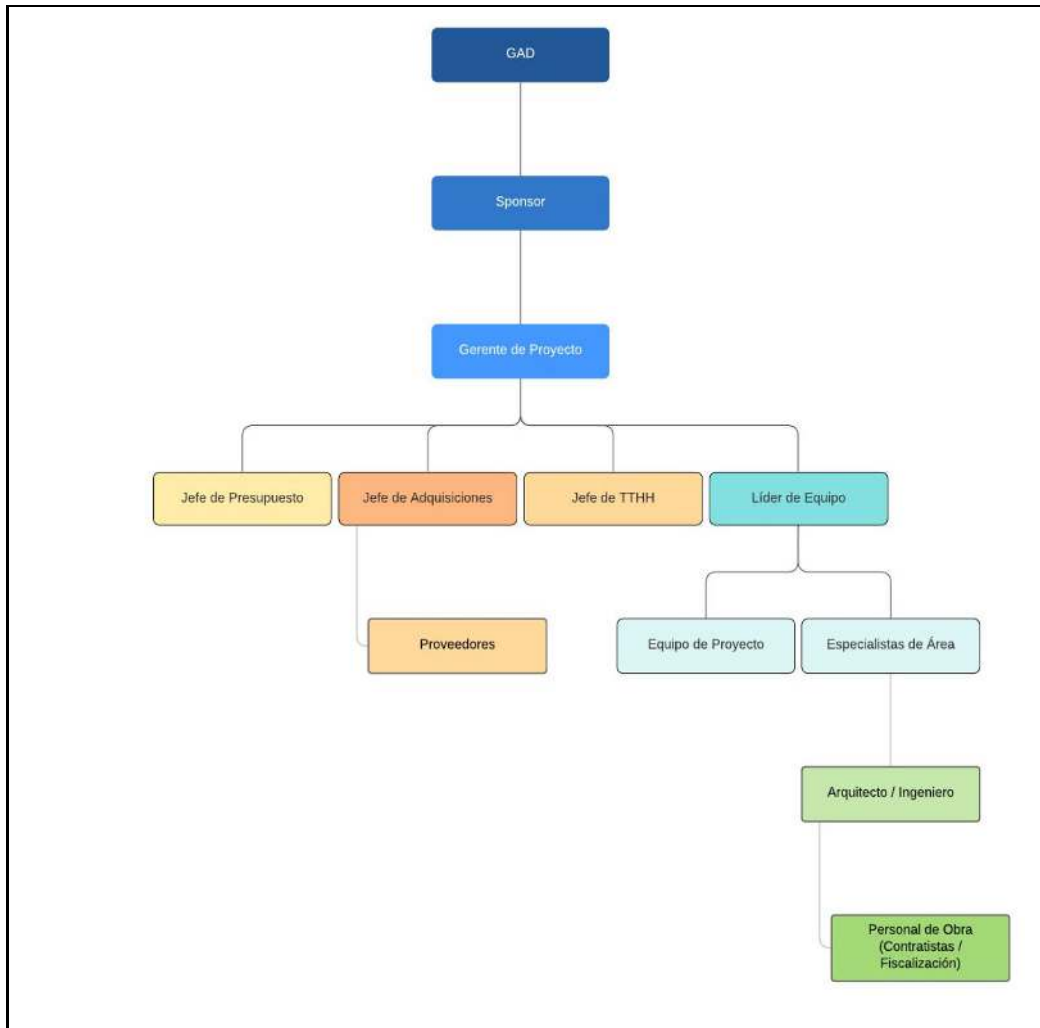 GAD
Sponsor
Gerente de Proyecto
Jefe de Presupuesto
Jefe de Adquisiciones
Jefe de TTHH
Líder de Equipo
Proveedores
Equipo de Proyecto
Especialistas de Área
Arquitecto / Ingeniero
Personal de Obra
(Contratistas /
Fiscalización)